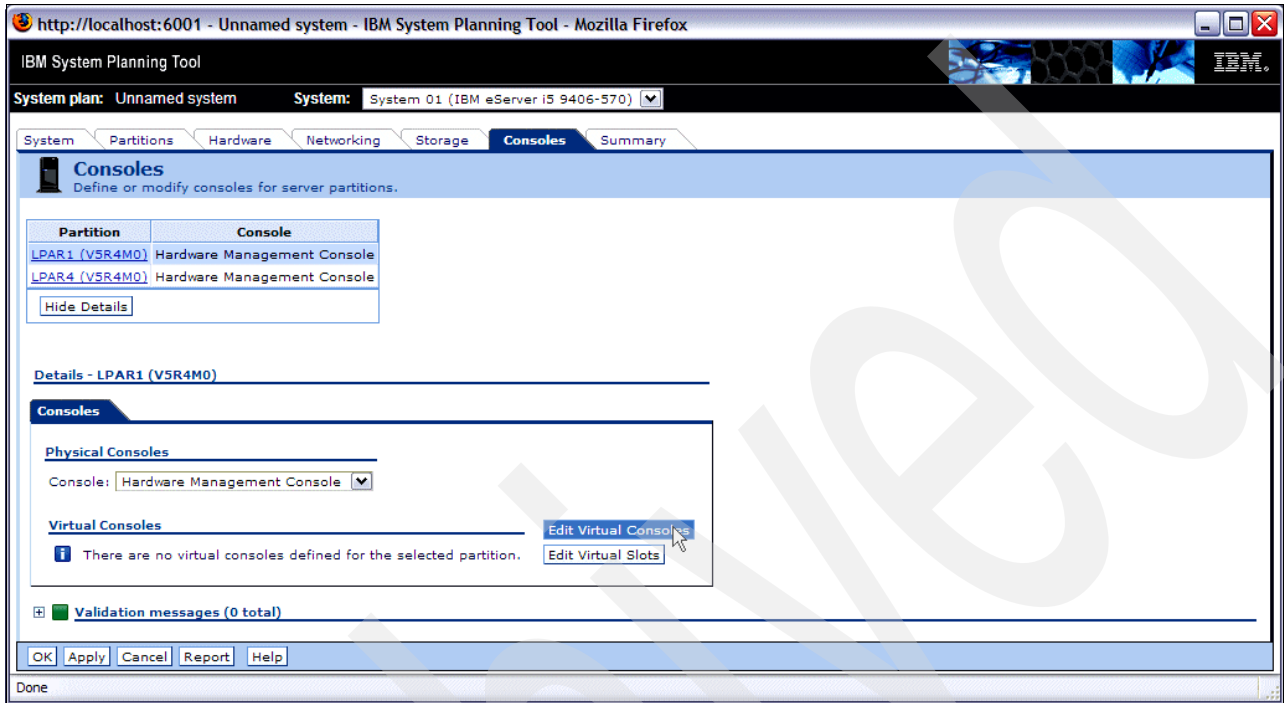 http://localhost:6001 - Unnamed system - IBM System Planning Tool - Mozilla Firefox
IBM System Planning Tool
IBM.
System plan: Unnamed system System: System 01 (IBM eServer i5 9406-570)
System Partitions Hardware Networking Storage Consoles Summary
Consoles
Define or modify consoles for server partitions.
Partition Console
LPAR1 (V5R4M0) Hardware Management Console
LPAR4 (V5R4M0) Hardware Management Console
Hide Details
Details - LPAR1 (V5R4M0)
Consoles
Physical Consoles
Console: Hardware Management Console
Virtual Consoles Edit Virtual Consoles
There are no virtual consoles defined for the selected partition. Edit Virtual Slots
Validation messages (0 total)
OK Apply Cancel Report Help
Done